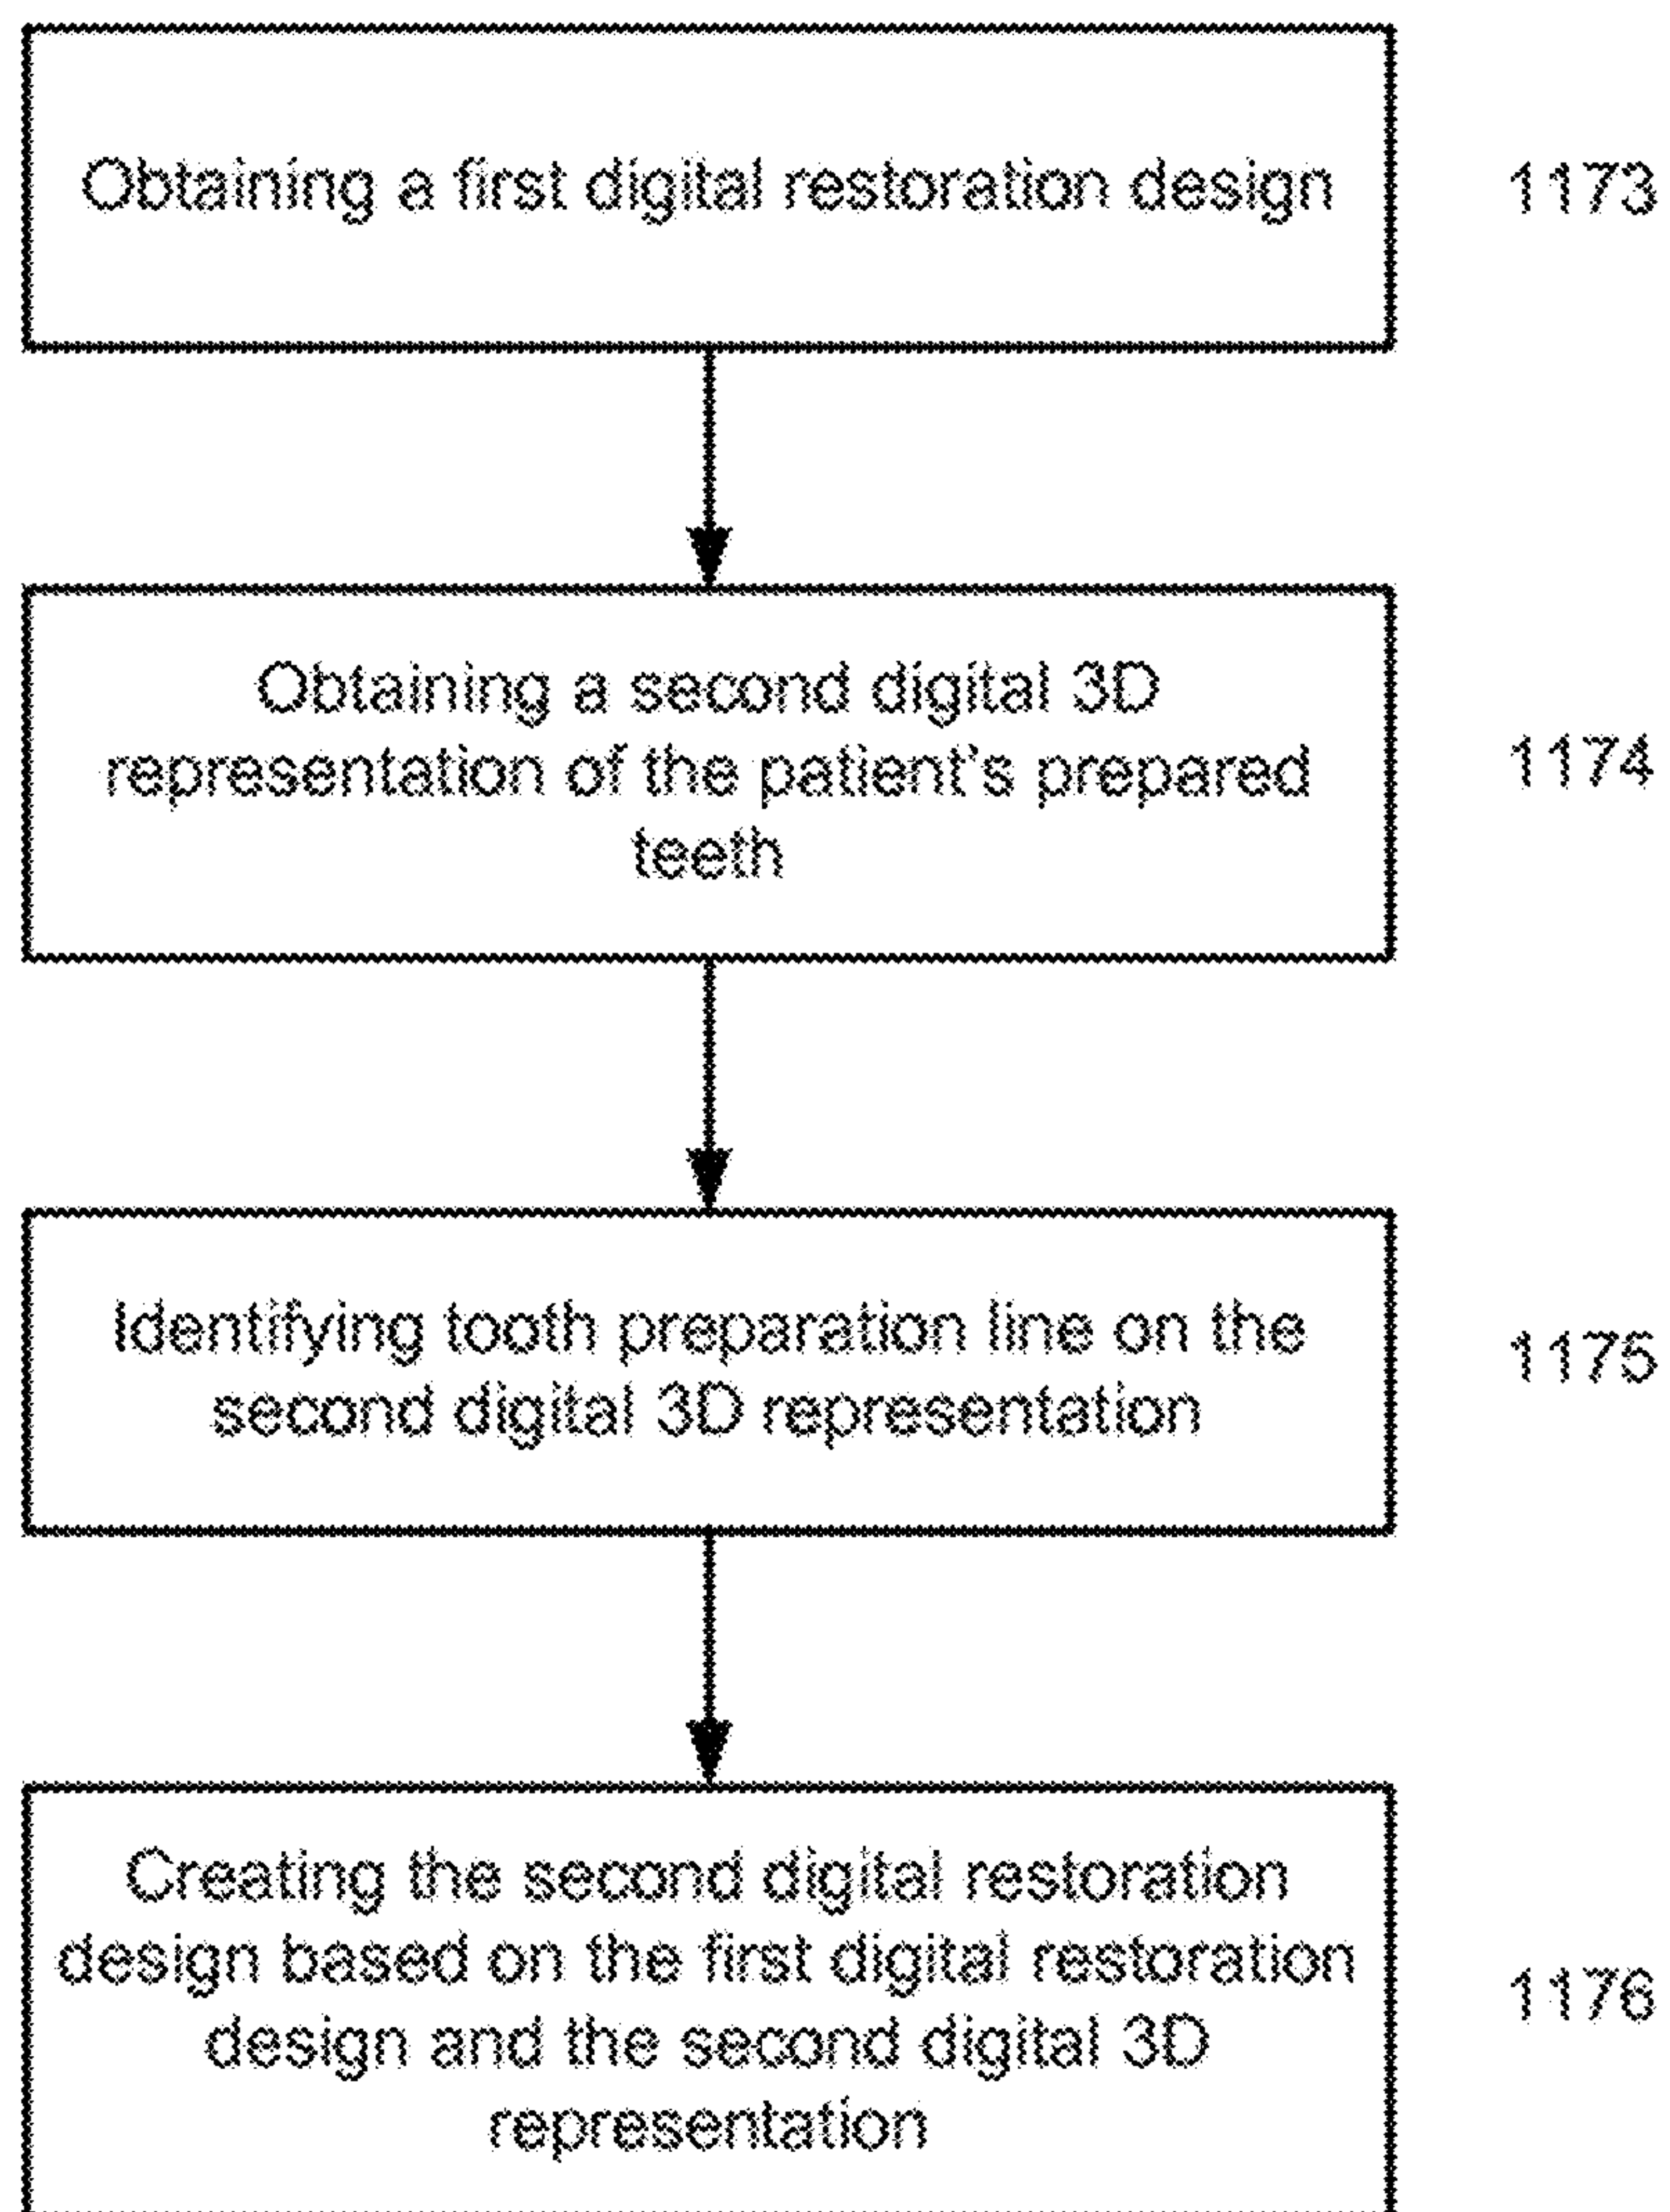 Obtaining a first digital restoration design
1173
Obtaining a second digital 3D
representation of the patient's prepared
teeth
1174
Identifying tooth preparation line on the
second digital 3D representation
1175
Creating the second digital restoration
design based on the first digital restoration
design and the second digital 3D
representation
1176